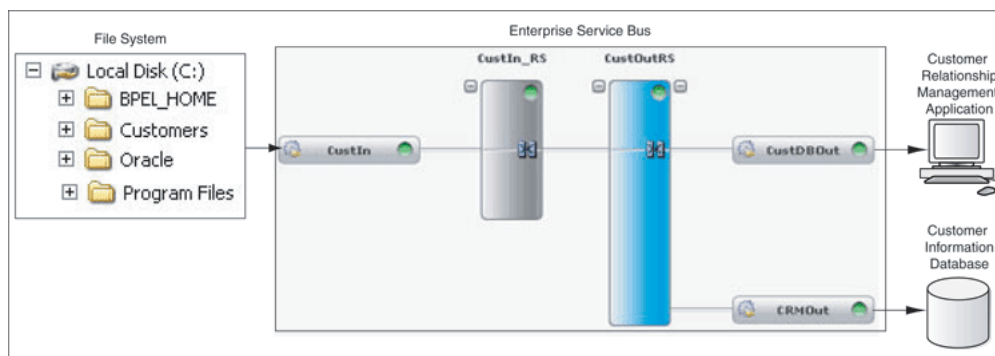 File System
Enterprise Service Bus
Local Disk (C:)
BPEL_HOME
Customers
Oracle
Program Files
CustIn
CustIn_RS
CustOutRS
CustDBOut
CRMOut
Customer
Relationship
Management
Application
Customer
Information
Database